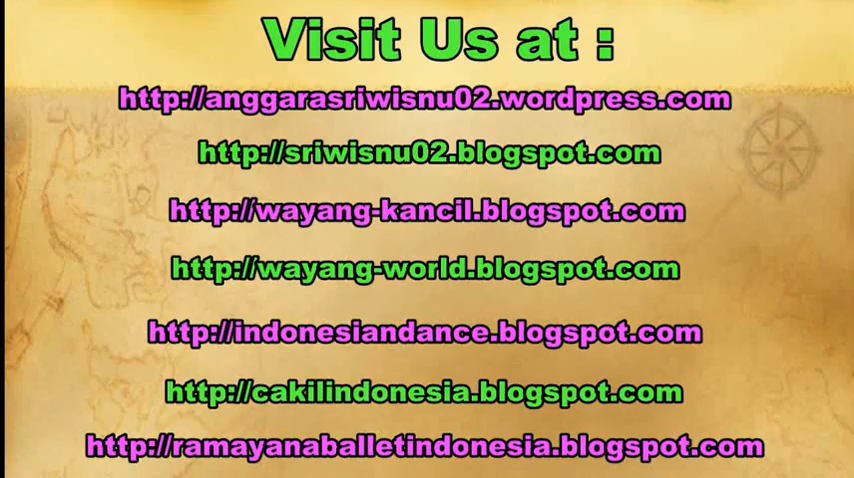 Visit Us at :
http://anggarasriwisnu02.wordpress.com
http://sriwisnu02.blogspot.com
http://wayang-kancil.blogspot.com
http://wayang-world.blogspot.com
http://indonesiandance.blogspot.com
http://cakilindonesia.blogspot.com
http://ramayanaballetindonesia.blogspot.com